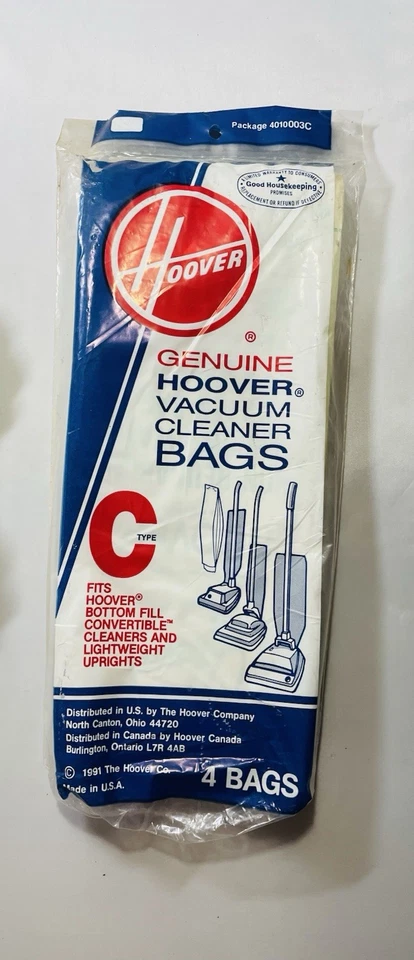 Package 4010003C
LIMITED WARRANTY TO CONSUMERS
Good Housekeeping
PROMISES
REPLACEMENT OR REFUND IF DEFECTIVE
HOOVER
®
GENUINE
HOOVER®
VACUUM
CLEANER
BAGS
C TYPE
FITS
HOOVER®
BOTTOM FILL
CONVERTIBLE™
CLEANERS AND
LIGHTWEIGHT
UPRIGHTS
Distributed in U.S. by The Hoover Company
North Canton, Ohio 44720
Distributed in Canada by Hoover Canada
Burlington, Ontario L7R 4AB
© 1991 The Hoover Co.
4 BAGS
Made in U.S.A.